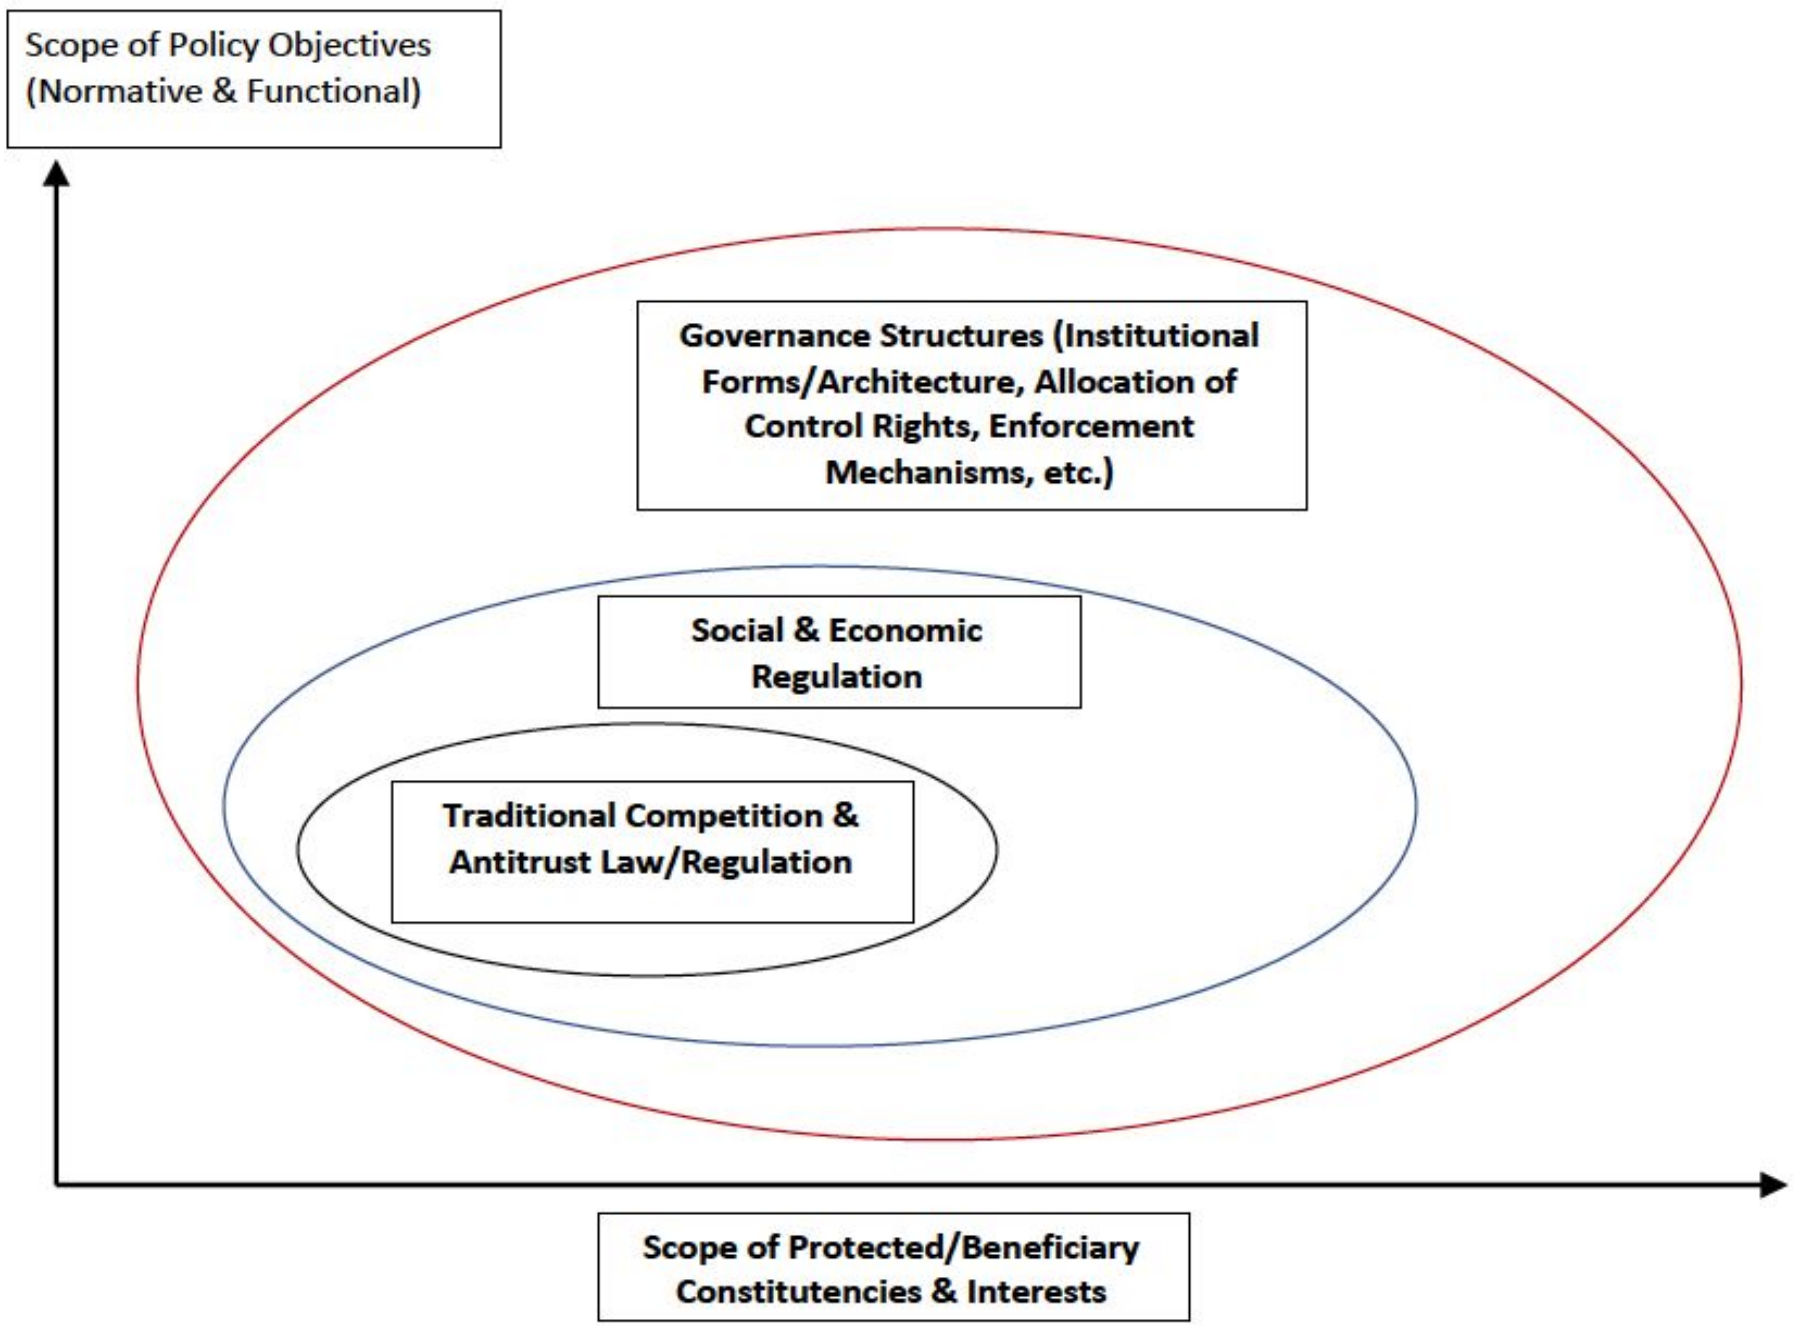 Scope of Policy Objectives
(Normative & Functional)
Governance Structures (Institutional
Forms/Architecture, Allocation of
Control Rights, Enforcement
Mechanisms, etc.)
Social & Economic
Regulation
Traditional Competition &
Antitrust Law/Regulation
Scope of Protected/Beneficiary
Constitutencies & Interests